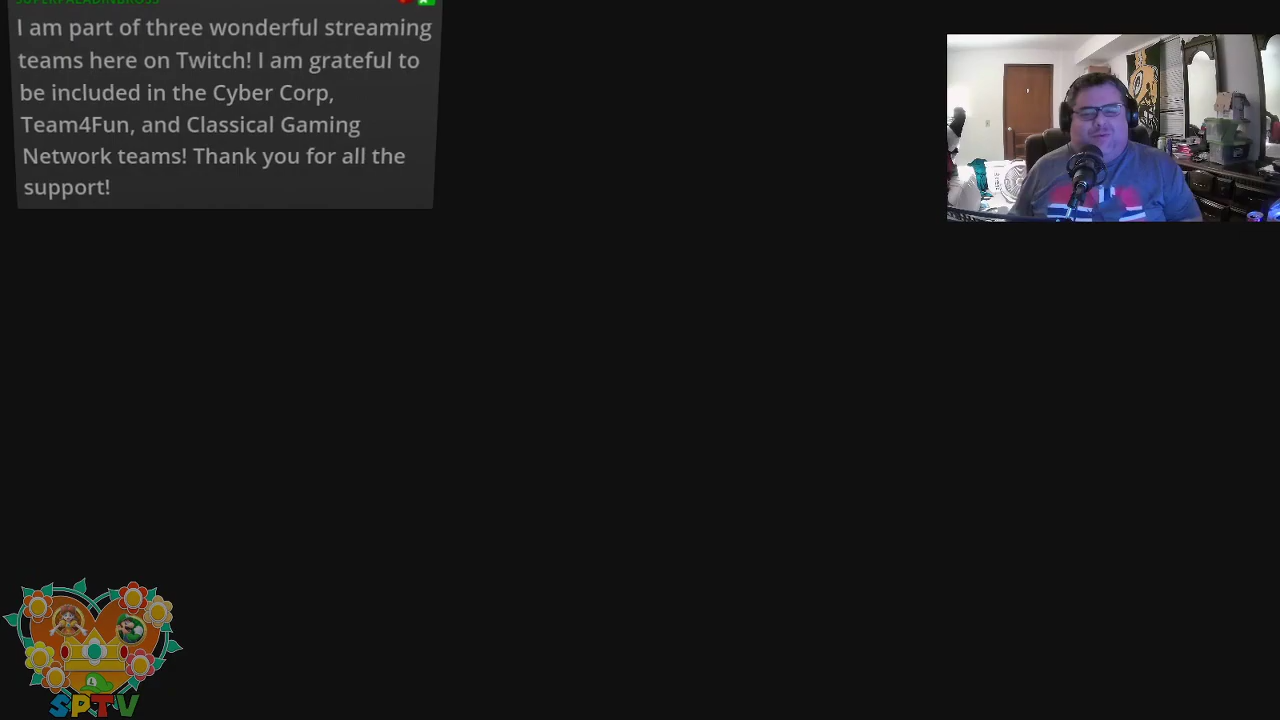 SUPERPALADINBROSS
I am part of three wonderful streaming
teams here on Twitch! I am grateful to
be included in the Cyber Corp,
Team4Fun, and Classical Gaming
Network teams! Thank you for all the
support!
SPTV